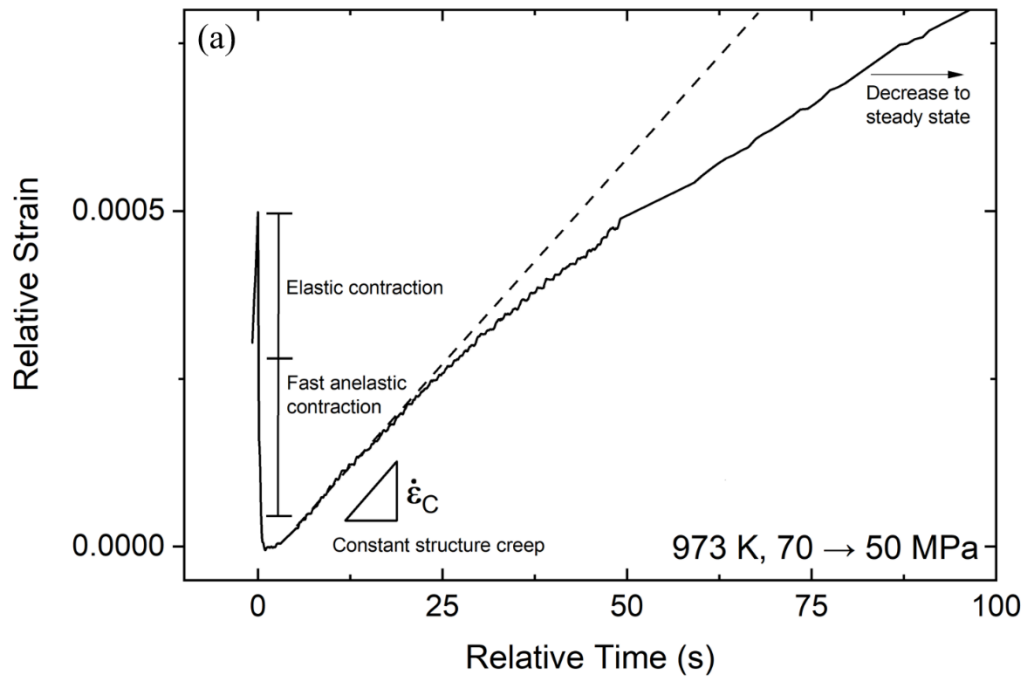 (a)
Decrease to
steady state
Relative Strain
0.0005
0.0000
Elastic contraction
Fast anelastic
contraction
ε̇C
Constant structure creep
973 K, 70 → 50 MPa
0
25
50
75
100
Relative Time (s)